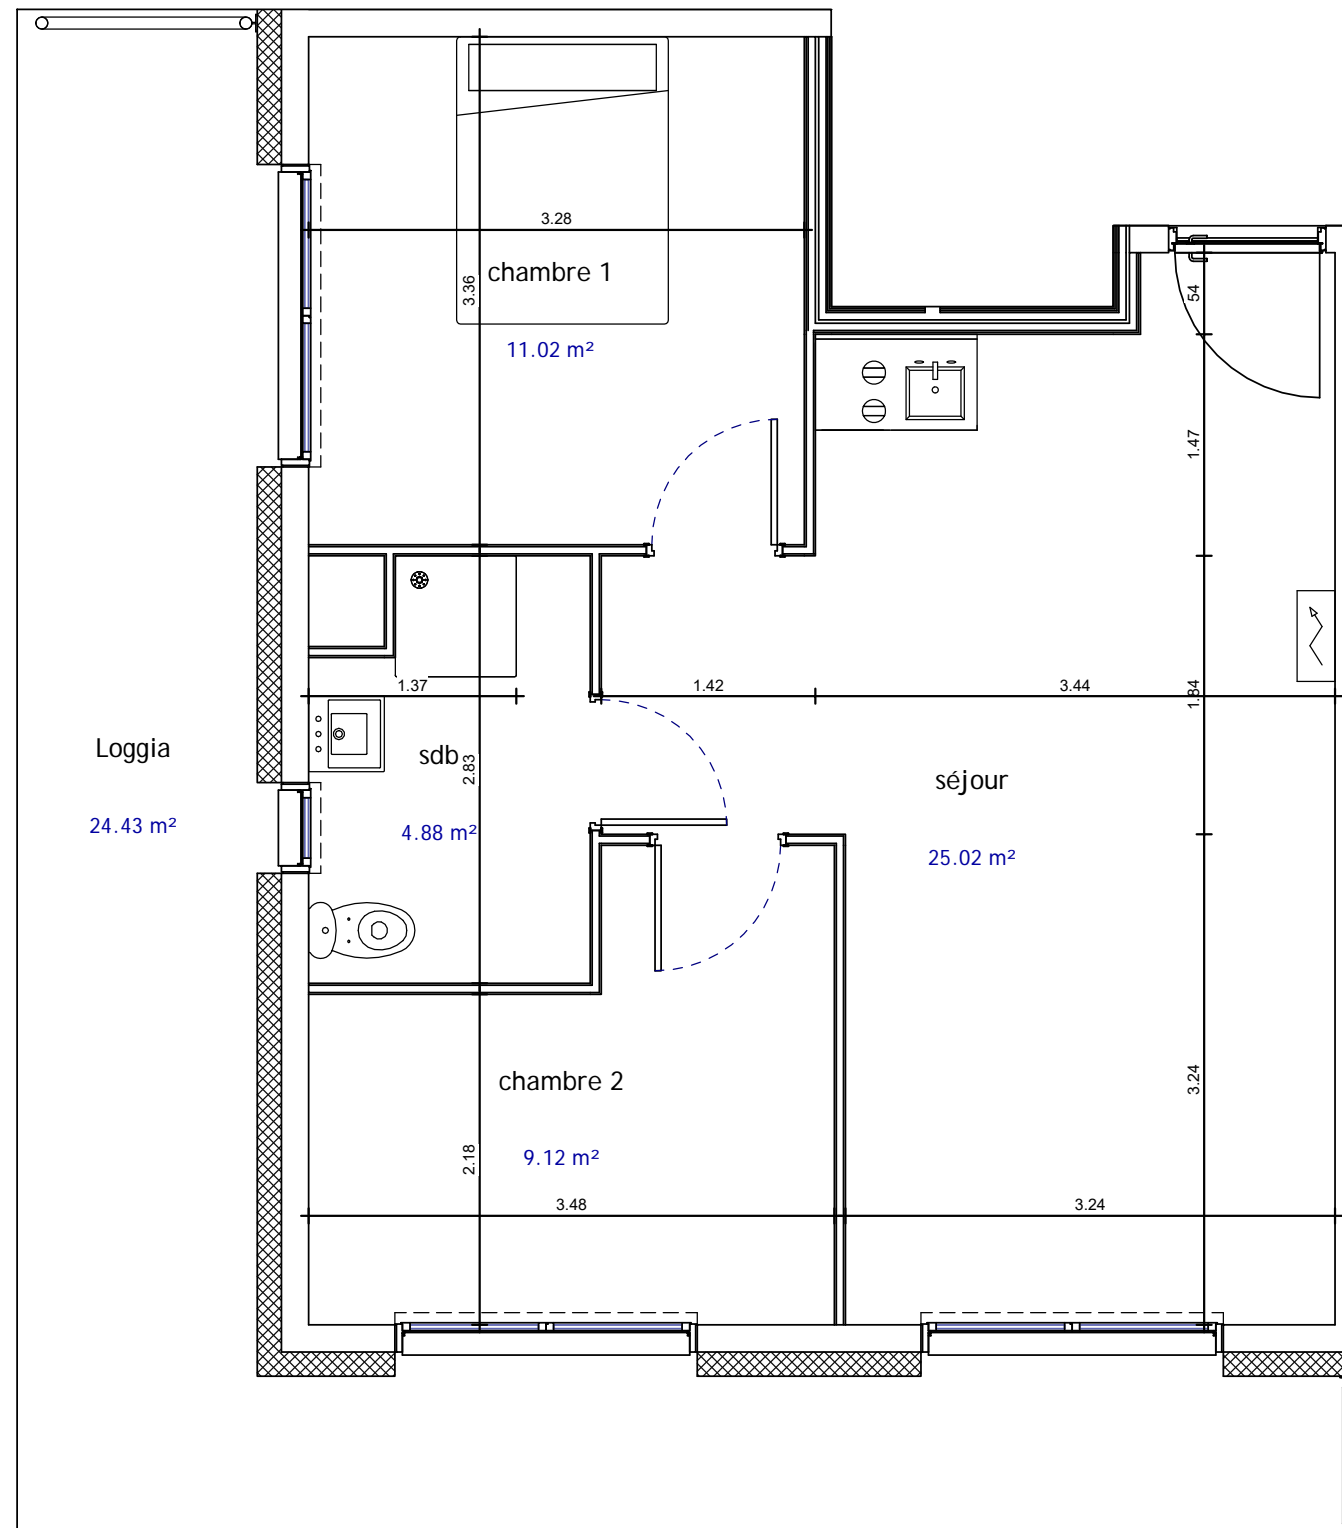 3.28
chambre 1
3.36
11.02 m²
54
1.47
1.37
1.42
3.44
1.84
Loggia
24.43 m²
sdb
2.83
4.88 m²
séjour
25.02 m²
chambre 2
9.12 m²
2.18
3.48
3.24
3.24